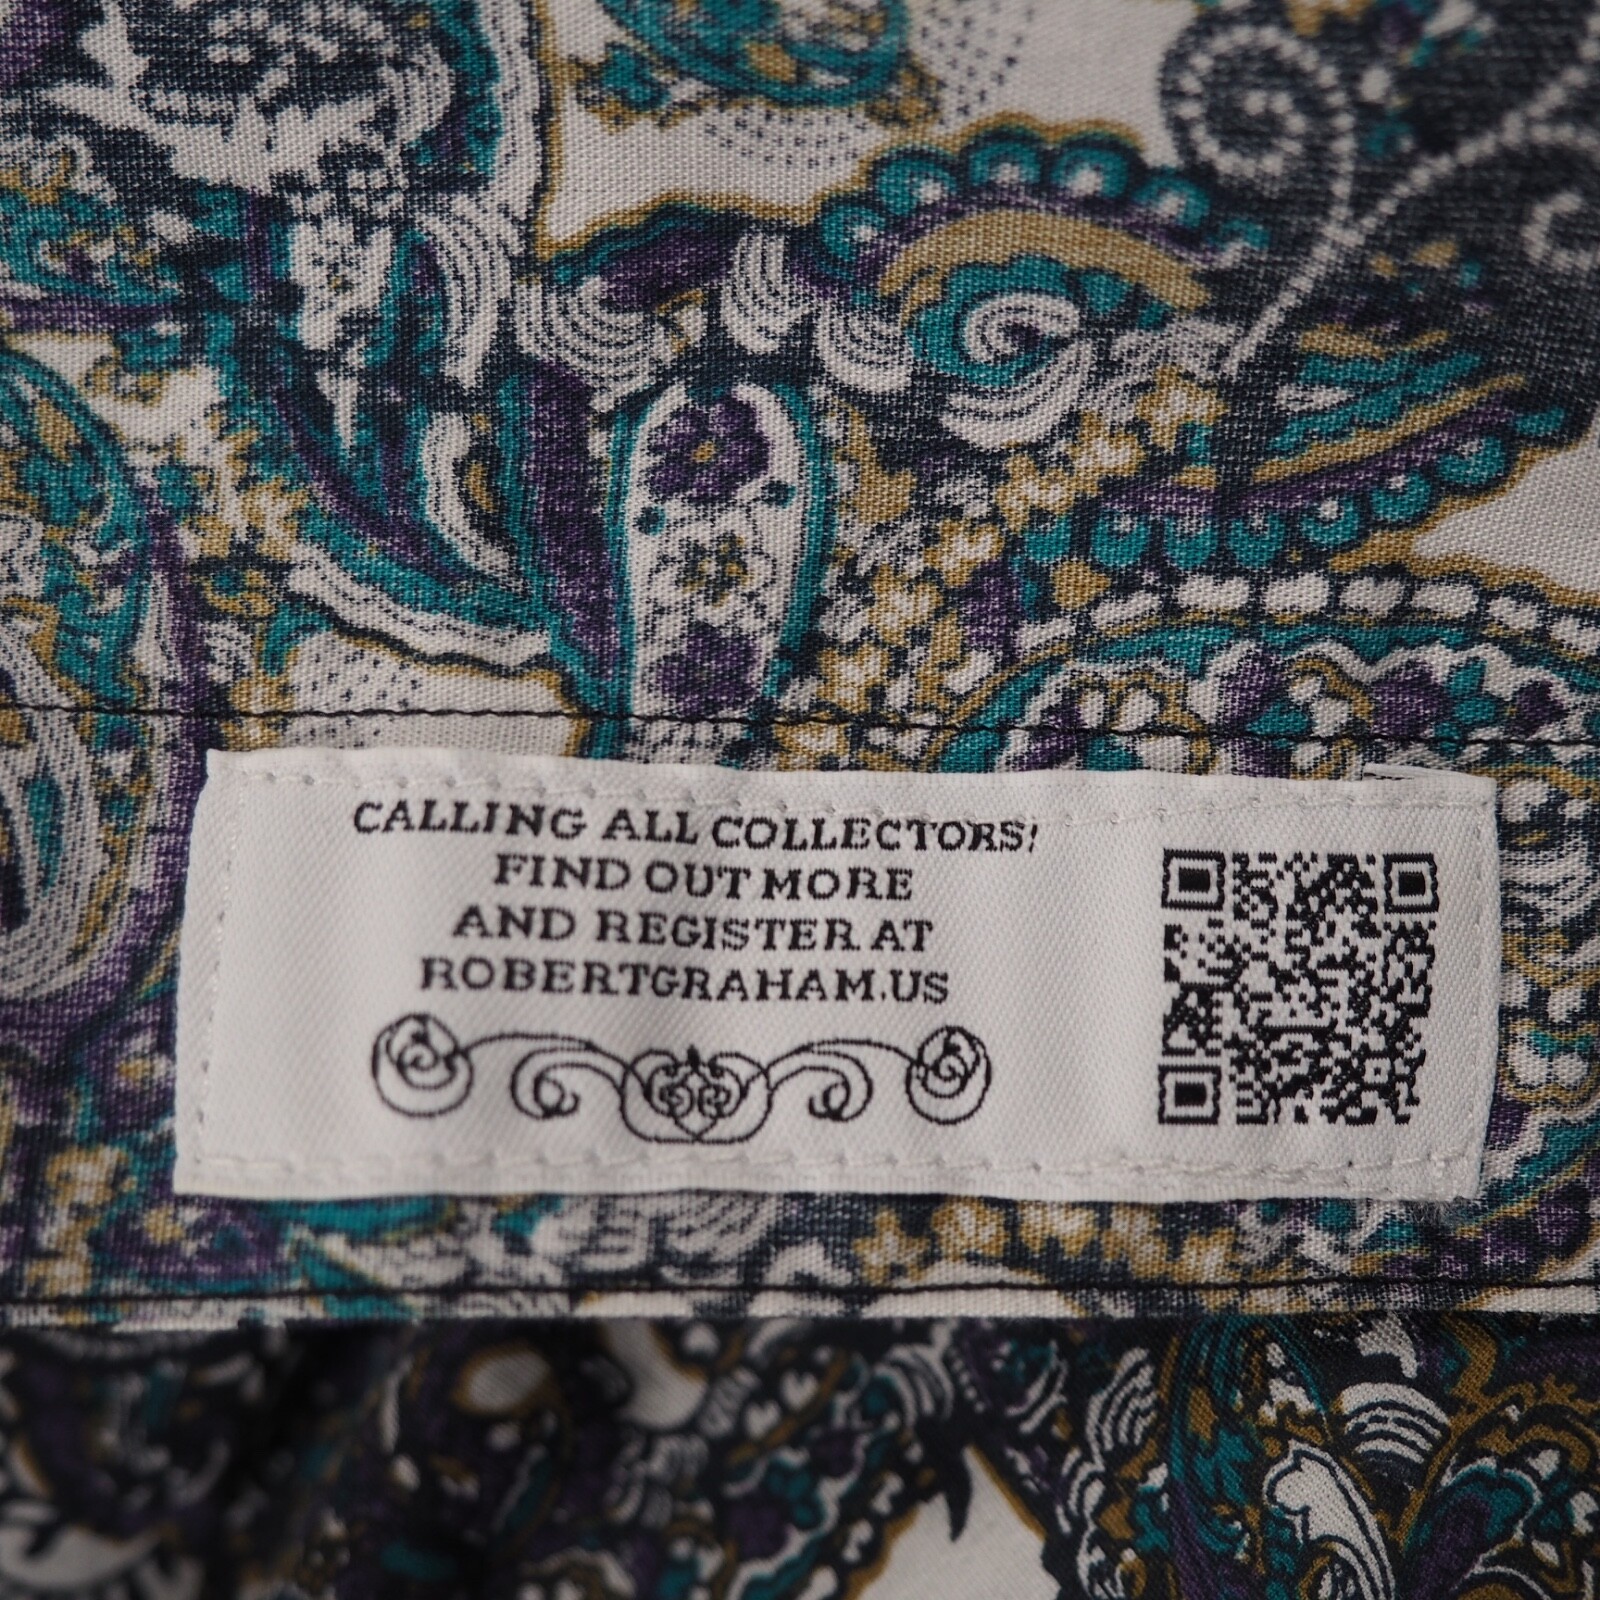 CALLING ALL COLLECTORS!
FIND OUT MORE
AND REGISTER AT
ROBERTGRAHAM.US